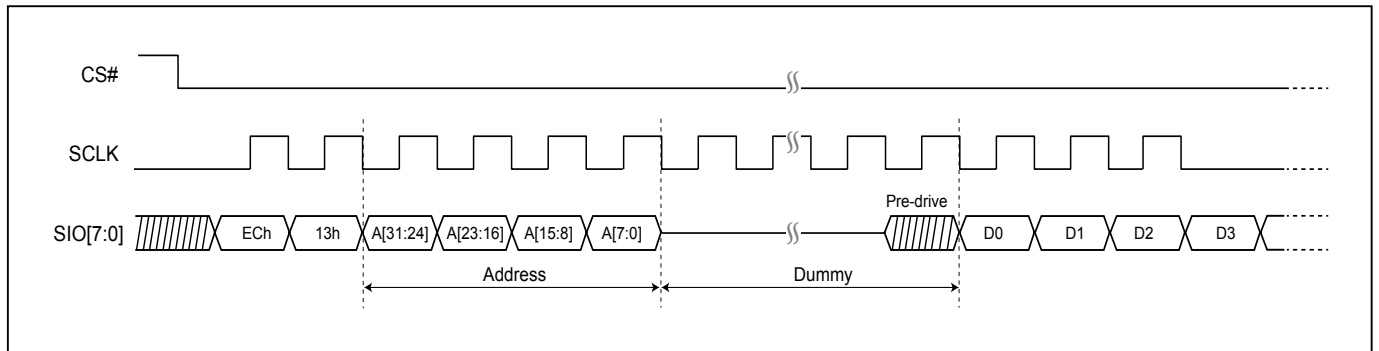 CS#
SCLK
Pre-drive
SIO[7:0] ECh 13h A[31:24] A[23:16] A[15:8] A[7:0] D0 D1 D2 D3
Address Dummy